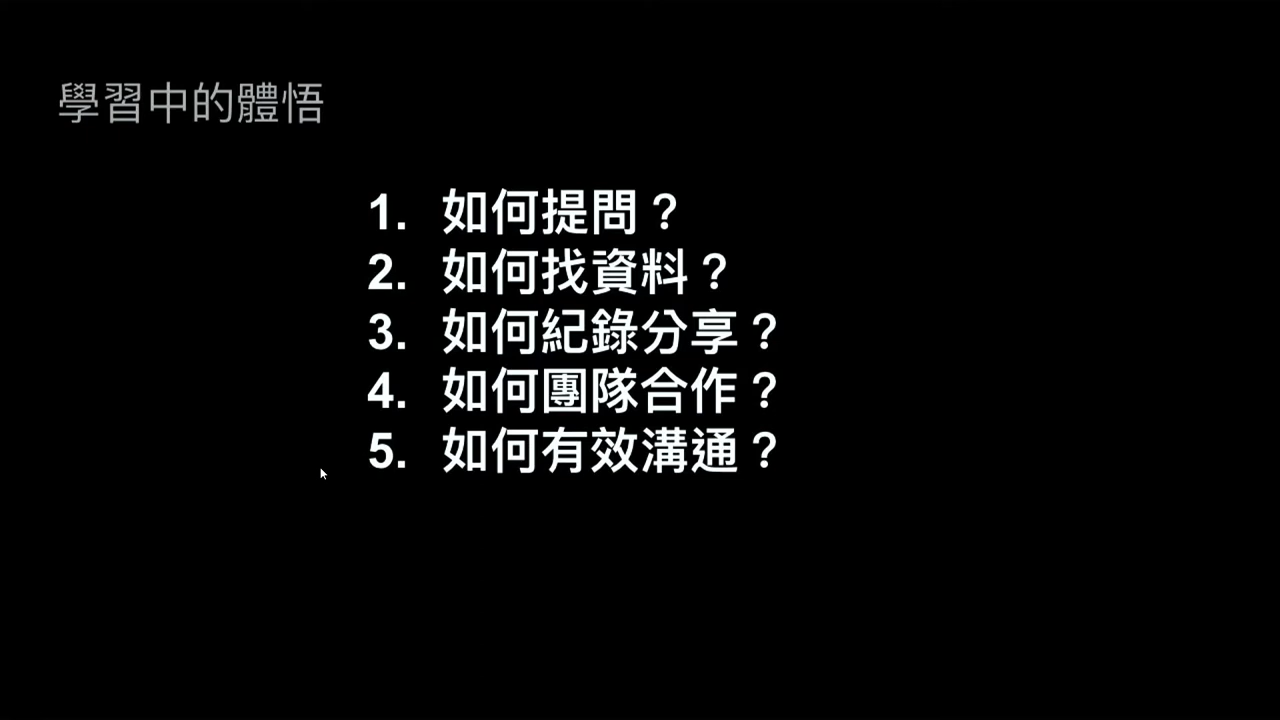 學習中的體悟
1. 如何提問？
2. 如何找資料？
3. 如何紀錄分享？
4. 如何團隊合作？
5. 如何有效溝通？